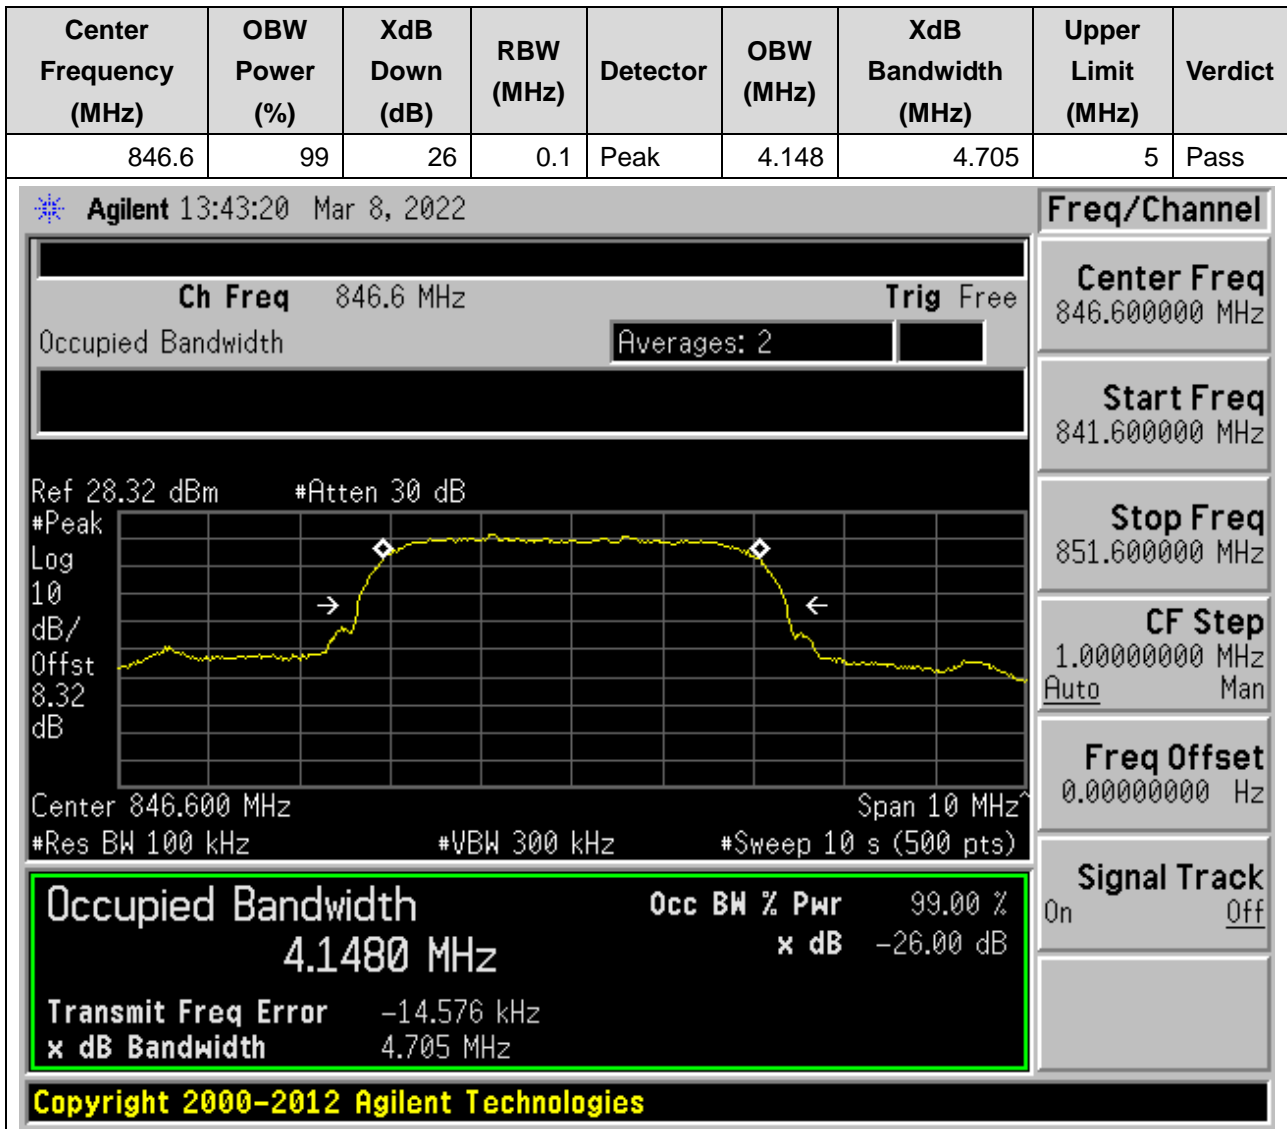 Center Frequency (MHz) OBW Power (%) XdB Down (dB) RBW (MHz) Detector OBW (MHz) XdB Bandwidth (MHz) Upper Limit (MHz) Verdict
846.6 99 26 0.1 Peak 4.148 4.705 5 Pass
Agilent 13:43:20 Mar 8, 2022
Freq/Channel
Ch Freq 846.6 MHz Trig Free
Occupied Bandwidth Averages: 2
Ref 28.32 dBm #Atten 30 dB
#Peak
Log
10
dB/
Offst
8.32
dB
Center 846.600 MHz Span 10 MHz^
#Res BW 100 kHz #VBW 300 kHz #Sweep 10 s (500 pts)
Occupied Bandwidth Occ BW % Pwr 99.00 %
4.1480 MHz x dB -26.00 dB
Transmit Freq Error -14.576 kHz
x dB Bandwidth 4.705 MHz
Center Freq
846.600000 MHz
Start Freq
841.600000 MHz
Stop Freq
851.600000 MHz
CF Step
1.00000000 MHz
Auto Man
Freq Offset
0.00000000 Hz
Signal Track
On Off
Copyright 2000-2012 Agilent Technologies